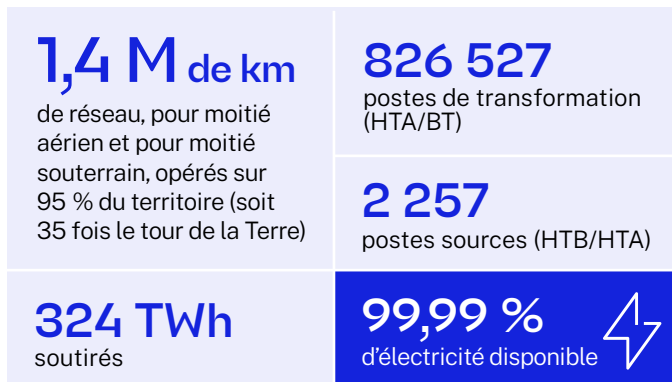 1,4 M de km
de réseau, pour moitié
aérien et pour moitié
souterrain, opérés sur
95 % du territoire (soit
35 fois le tour de la Terre)
826 527
postes de transformation
(HTA/BT)
2 257
postes sources (HTB/HTA)
324 TWh
soutirés
99,99 %
d’électricité disponible